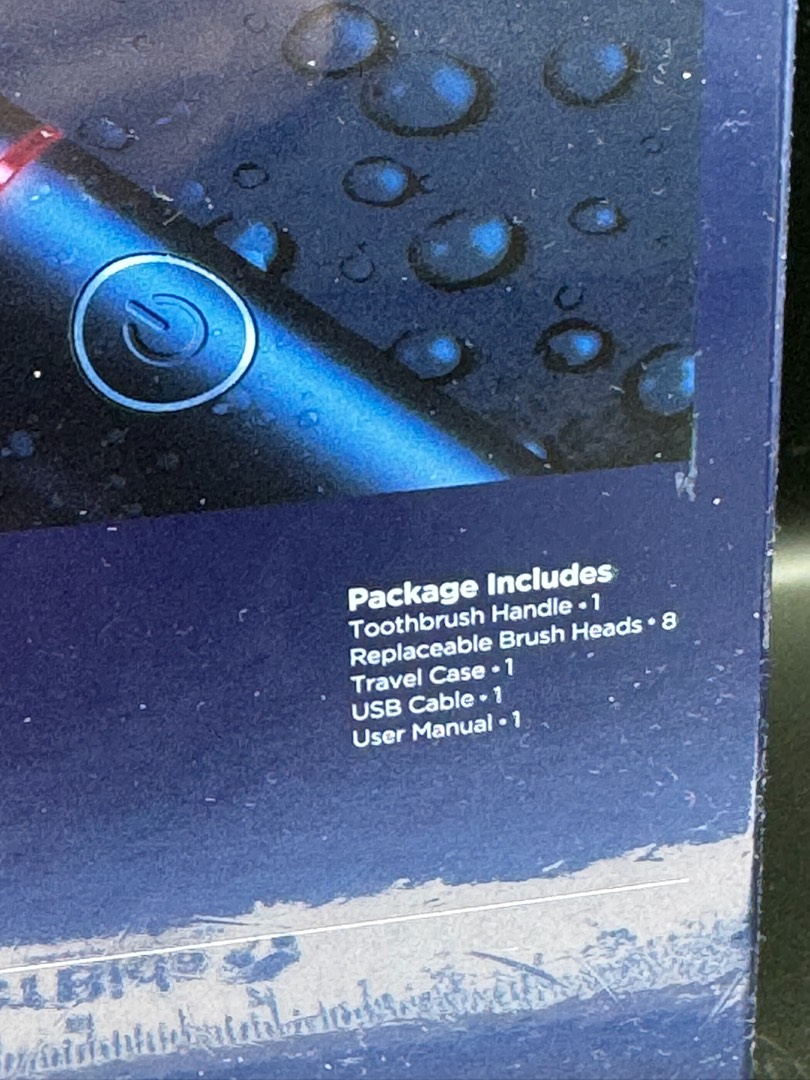 Package Includes
Toothbrush Handle • 1
Replaceable Brush Heads • 8
Travel Case • 1
USB Cable • 1
User Manual • 1